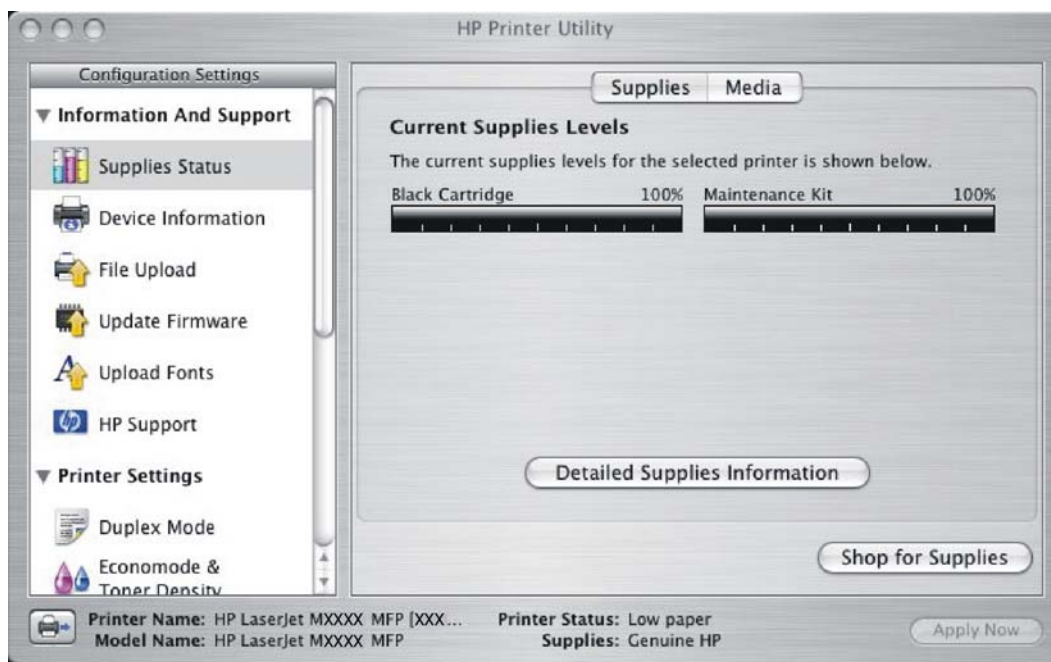 HP Printer Utility
Configuration Settings
Information And Support
Supplies Status
Device Information
File Upload
Update Firmware
Upload Fonts
HP Support
Printer Settings
Duplex Mode
Economode &
Toner Density
Supplies Media
Current Supplies Levels
The current supplies levels for the selected printer is shown below.
Black Cartridge 100% Maintenance Kit 100%
Detailed Supplies Information
Shop for Supplies
Printer Name: HP LaserJet MXXXX MFP [XXX... Printer Status: Low paper
Model Name: HP LaserJet MXXXX MFP Supplies: Genuine HP
Apply Now